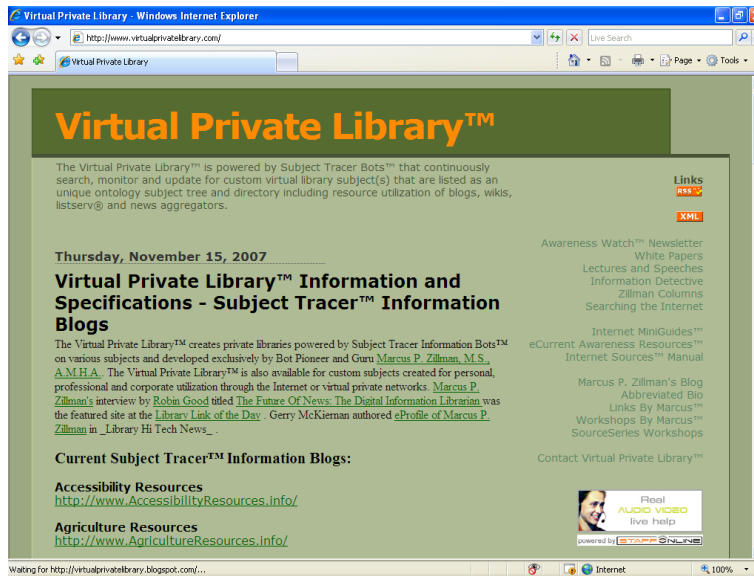 Virtual Private Library - Windows Internet Explorer
http://www.virtualprivatelibrary.com/
Live Search
Virtual Private Library
Page
Tools
Virtual Private Library™
The Virtual Private Library™ is powered by Subject Tracer Bots™ that continuously
search, monitor and update for custom virtual library subject(s) that are listed as an
unique ontology subject tree and directory including resource utilization of blogs, wikis,
listserv® and news aggregators.
Thursday, November 15, 2007
Virtual Private Library™ Information and
Specifications - Subject Tracer™ Information
Blogs
The Virtual Private Library™ creates private libraries powered by Subject Tracer Information Bots™
on various subjects and developed exclusively by Bot Pioneer and Guru Marcus P. Zillman, M.S.,
A.M.H.A.. The Virtual Private Library™ is also available for custom subjects created for personal,
professional and corporate utilization through the Internet or virtual private networks. Marcus P.
Zillman's interview by Robin Good titled The Future Of News: The Digital Information Librarian was
the featured site at the Library Link of the Day . Gerry McKiernan authored eProfile of Marcus P.
Zillman in _Library Hi Tech News_ .
Current Subject Tracer™ Information Blogs:
Accessibility Resources
http://www.AccessibilityResources.info/
Agriculture Resources
http://www.AgricultureResources.info/
Links
RSS
XML
Awareness Watch™ Newsletter
White Papers
Lectures and Speeches
Information Detective
Zillman Columns
Searching the Internet
Internet MiniGuides™
eCurrent Awareness Resources™
Internet Sources™ Manual
Marcus P. Zillman's Blog
Abbreviated Bio
Links By Marcus™
Workshops By Marcus™
SourceSeries Workshops
Contact Virtual Private Library™
Real
AUDIO VIDEO
live help
powered by STAFF ONLINE
Waiting for http://virtualprivatelibrary.blogspot.com/...
Internet
100%